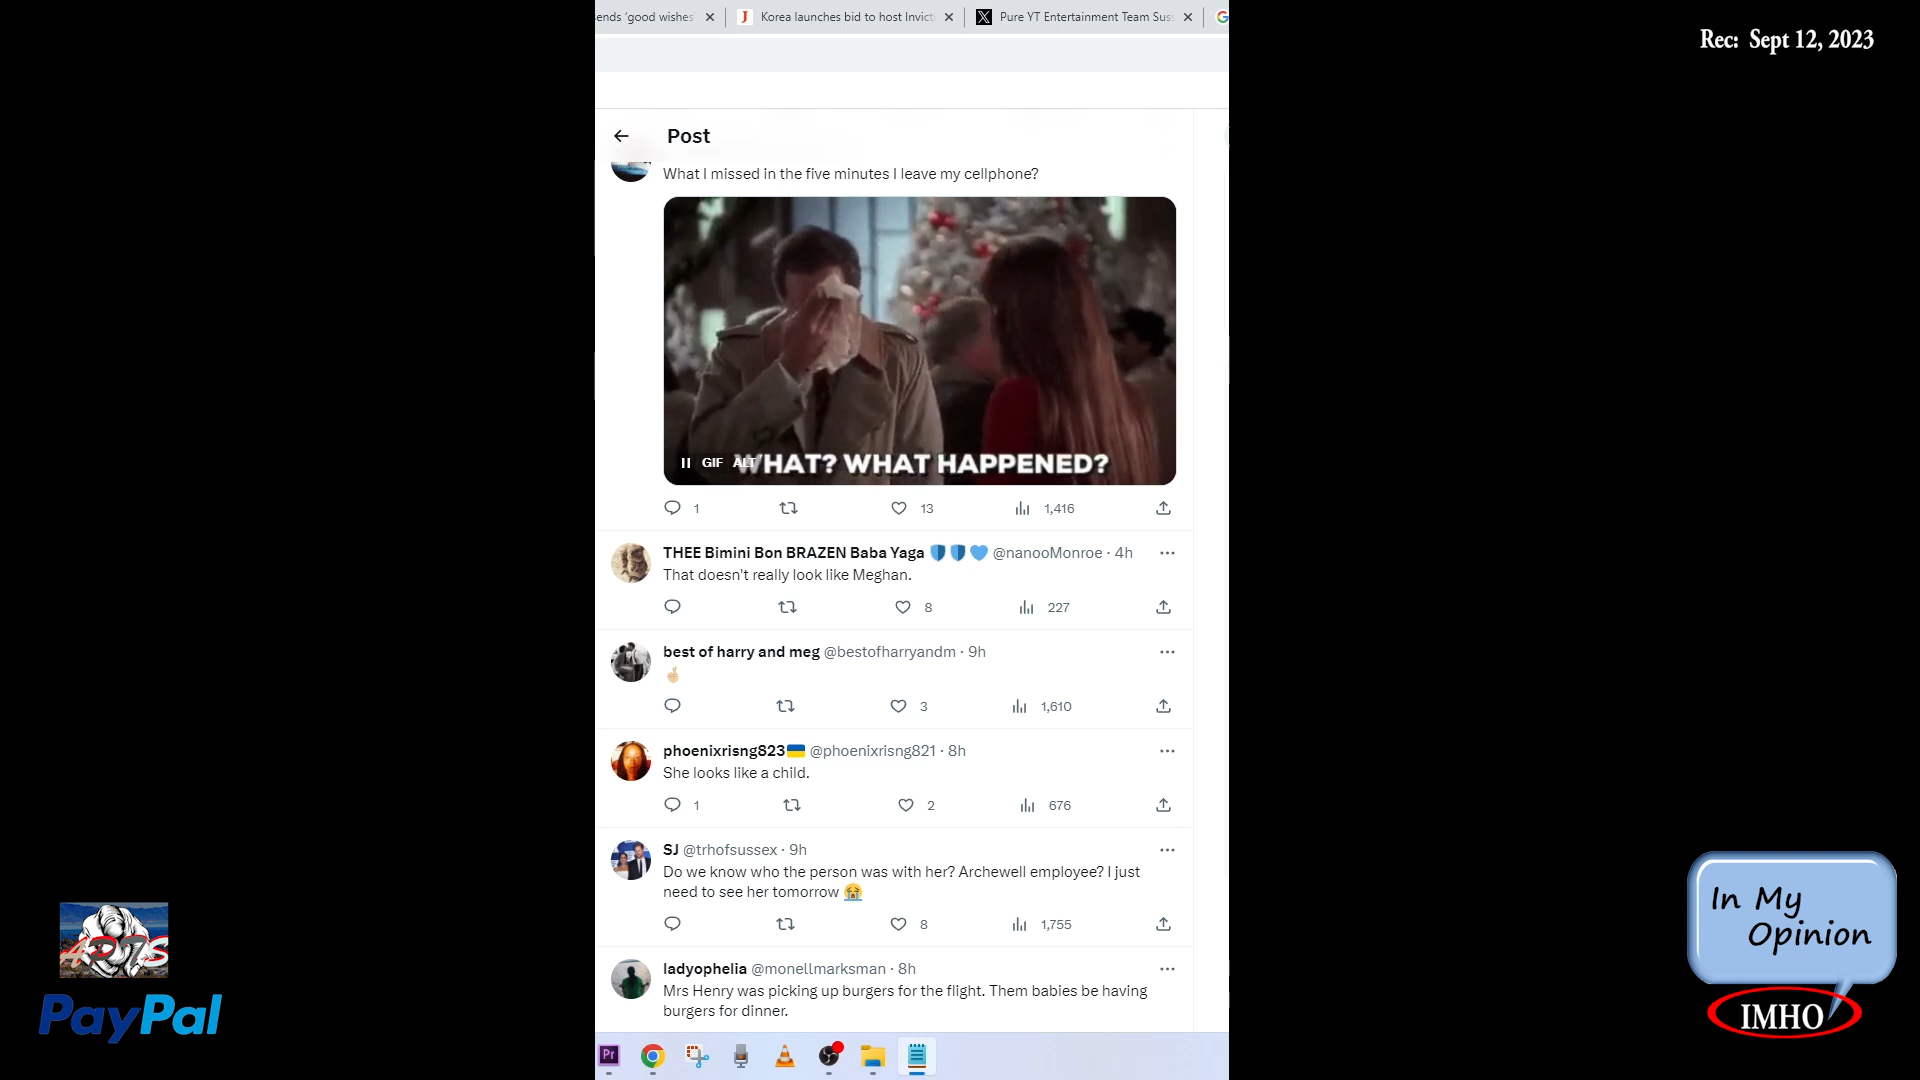 ends 'good wishes'
Korea launches bid to host Invict
Pure YT Entertainment Team Suss
Rec: Sept 12, 2023
Post
What I missed in the five minutes I leave my cellphone?
GIF ALT
WHAT? WHAT HAPPENED?
1 13 1,416
THEE Bimini Bon BRAZEN Baba Yaga @nanooMonroe · 4h
That doesn't really look like Meghan.
8 227
best of harry and meg @bestofharryandm · 9h
3 1,610
phoenixrisng823 @phoenixrisng821 · 8h
She looks like a child.
1 2 676
SJ @trhofsussex · 9h
Do we know who the person was with her? Archewell employee? I just
need to see her tomorrow
8 1,755
ladyophelia @monellmarksman · 8h
Mrs Henry was picking up burgers for the flight. Them babies be having
burgers for dinner.
Pr
PayPal
In My
Opinion
IMHO